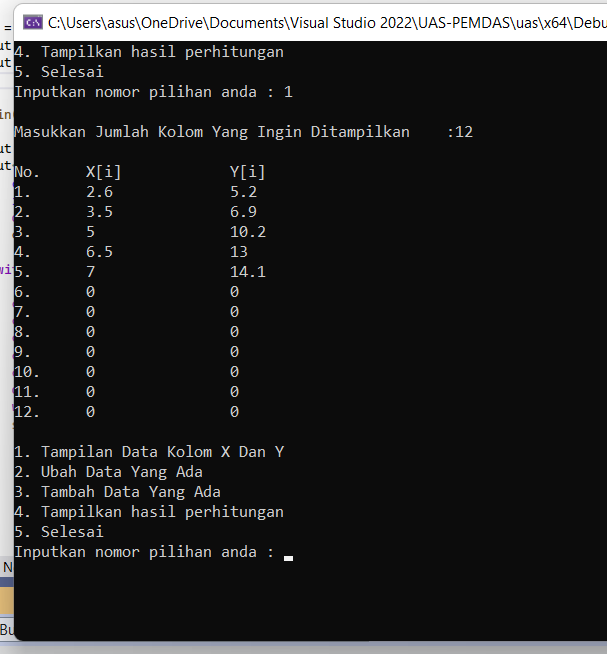 C:\Users\asus\OneDrive\Documents\Visual Studio 2022\UAS-PEMDAS\uas\x64\Debu
4. Tampilkan hasil perhitungan
5. Selesai
Inputkan nomor pilihan anda : 1
Masukkan Jumlah Kolom Yang Ingin Ditampilkan    :12
No.     X[i]            Y[i]
1.      2.6             5.2
2.      3.5             6.9
3.      5               10.2
4.      6.5             13
5.      7               14.1
6.      0               0
7.      0               0
8.      0               0
9.      0               0
10.     0               0
11.     0               0
12.     0               0
1. Tampilan Data Kolom X Dan Y
2. Ubah Data Yang Ada
3. Tambah Data Yang Ada
4. Tampilkan hasil perhitungan
5. Selesai
Inputkan nomor pilihan anda :